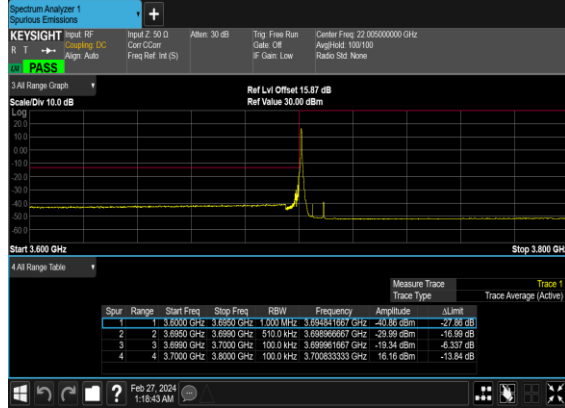 Spectrum Analyzer 1
Spurious Emissions
KEYSIGHT
R T
Input: RF
Coupling: DC
Align: Auto
Input Z: 50 Ω
Corr CCorr
Freq Ref: Int (S)
Atten: 30 dB
Trig: Free Run
Gate: Off
IF Gain: Low
Center Freq: 22.005000000 GHz
Avg|Hold: 100/100
Radio Std: None
PASS
3 All Range Graph
Scale/Div 10.0 dB
Ref Lvl Offset 15.87 dB
Ref Value 30.00 dBm
Log
20.0
10.0
0.00
-10.0
-20.0
-30.0
-40.0
-50.0
-60.0
Start 3.600 GHz
Stop 3.800 GH
4 All Range Table
Measure Trace Trace 1
Trace Type Trace Average (Active)
Spur Range Start Freq Stop Freq RBW Frequency Amplitude ΔLimit
1 1 3.6000 GHz 3.6950 GHz 1.000 MHz 3.694841667 GHz -40.86 dBm -27.86 dB
2 2 3.6950 GHz 3.6990 GHz 510.0 kHz 3.698966667 GHz -29.99 dBm -16.99 dB
3 3 3.6990 GHz 3.7000 GHz 100.0 kHz 3.699961667 GHz -19.34 dBm -6.337 dB
4 4 3.7000 GHz 3.8000 GHz 100.0 kHz 3.700833333 GHz 16.16 dBm -13.84 dB
?
Feb 27, 2024
1:18:43 AM